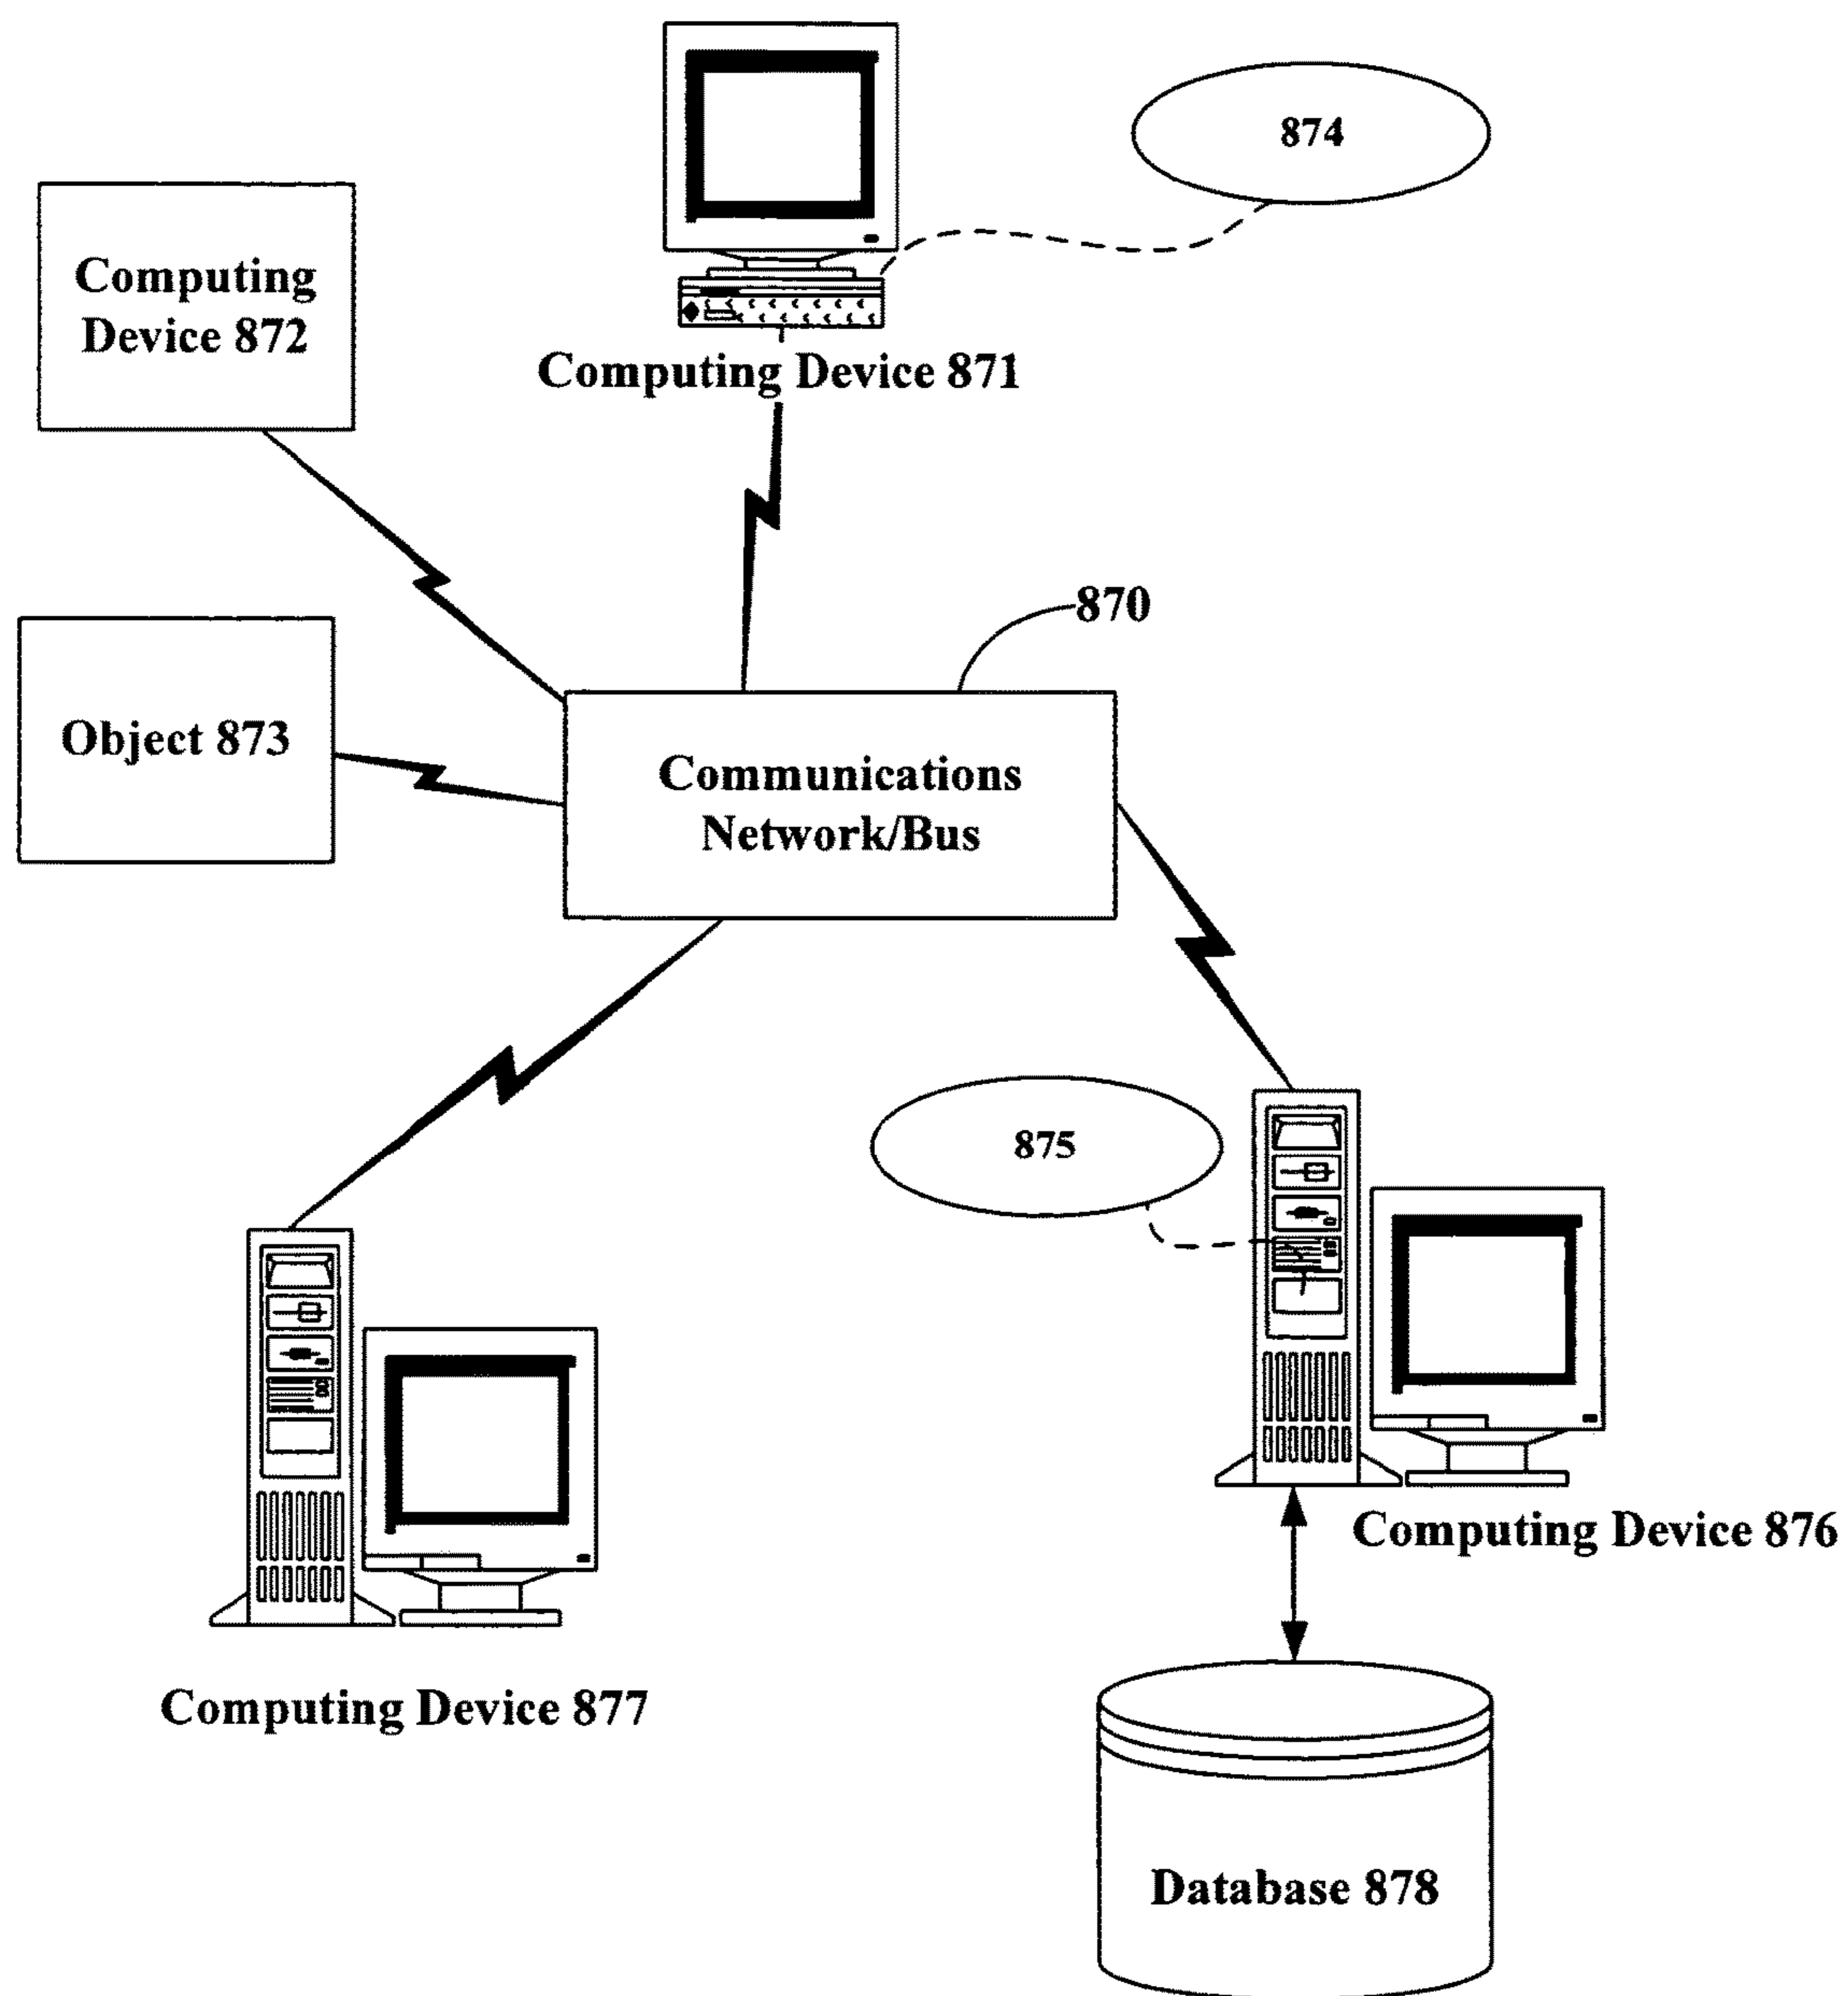 874
Computing
Device 872
Computing Device 871
870
Object 873
Communications
Network/Bus
875
Computing Device 876
Computing Device 877
Database 878